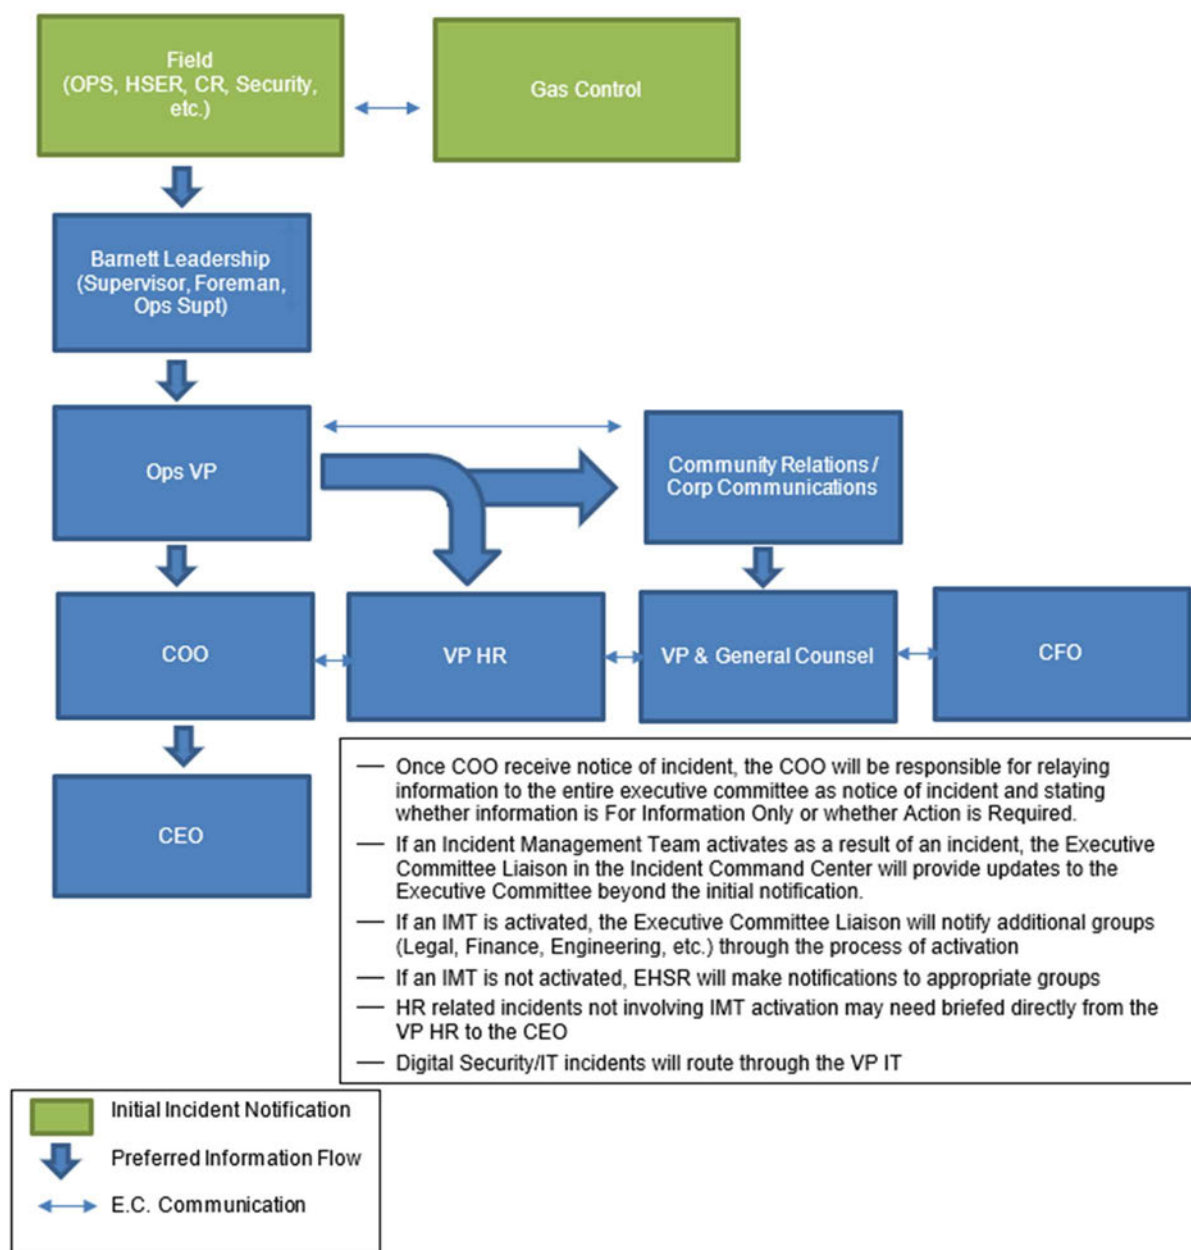 Field
(OPS, HSER, CR, Security,
etc.)
Gas Control
Barnett Leadership
(Supervisor, Foreman,
Ops Supt)
Ops VP
Community Relations /
Corp Communications
COO
VP HR
VP & General Counsel
CFO
CEO
— Once COO receive notice of incident, the COO will be responsible for relaying
information to the entire executive committee as notice of incident and stating
whether information is For Information Only or whether Action is Required.
— If an Incident Management Team activates as a result of an incident, the Executive
Committee Liaison in the Incident Command Center will provide updates to the
Executive Committee beyond the initial notification.
— If an IMT is activated, the Executive Committee Liaison will notify additional groups
(Legal, Finance, Engineering, etc.) through the process of activation
— If an IMT is not activated, EHSR will make notifications to appropriate groups
— HR related incidents not involving IMT activation may need briefed directly from the
VP HR to the CEO
— Digital Security/IT incidents will route through the VP IT
Initial Incident Notification
Preferred Information Flow
E.C. Communication